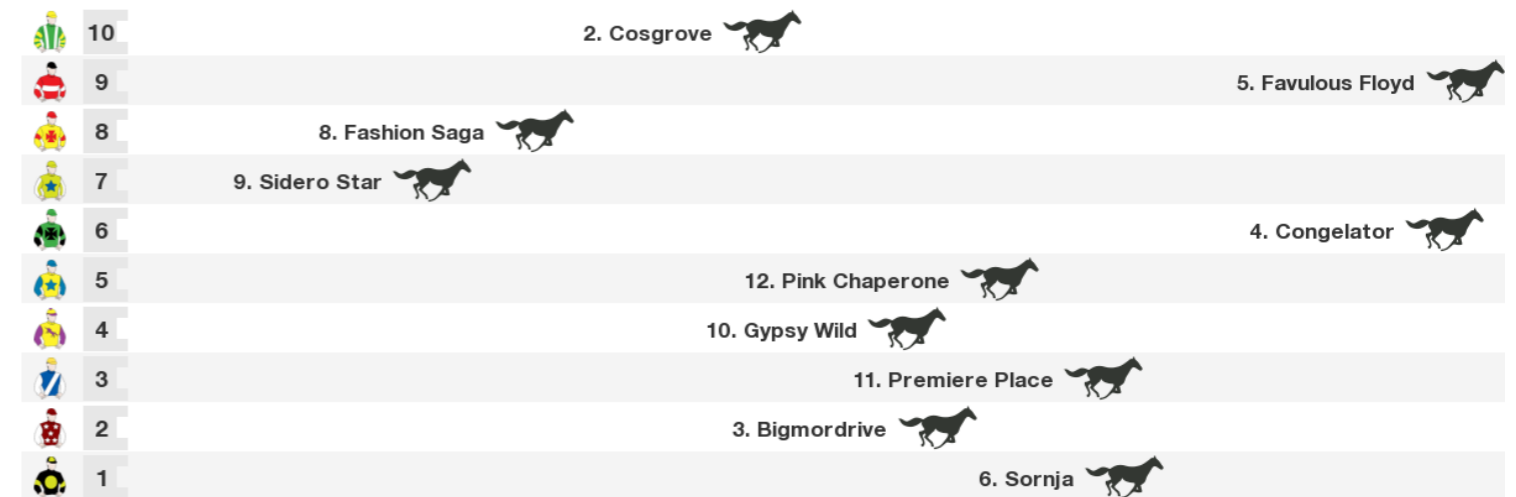 10 2. Cosgrove
9 5. Favulous Floyd
8 8. Fashion Saga
7 9. Sidero Star
6 4. Congelator
5 12. Pink Chaperone
4 10. Gypsy Wild
3 11. Premiere Place
2 3. Bigmordrive
1 6. Sornja